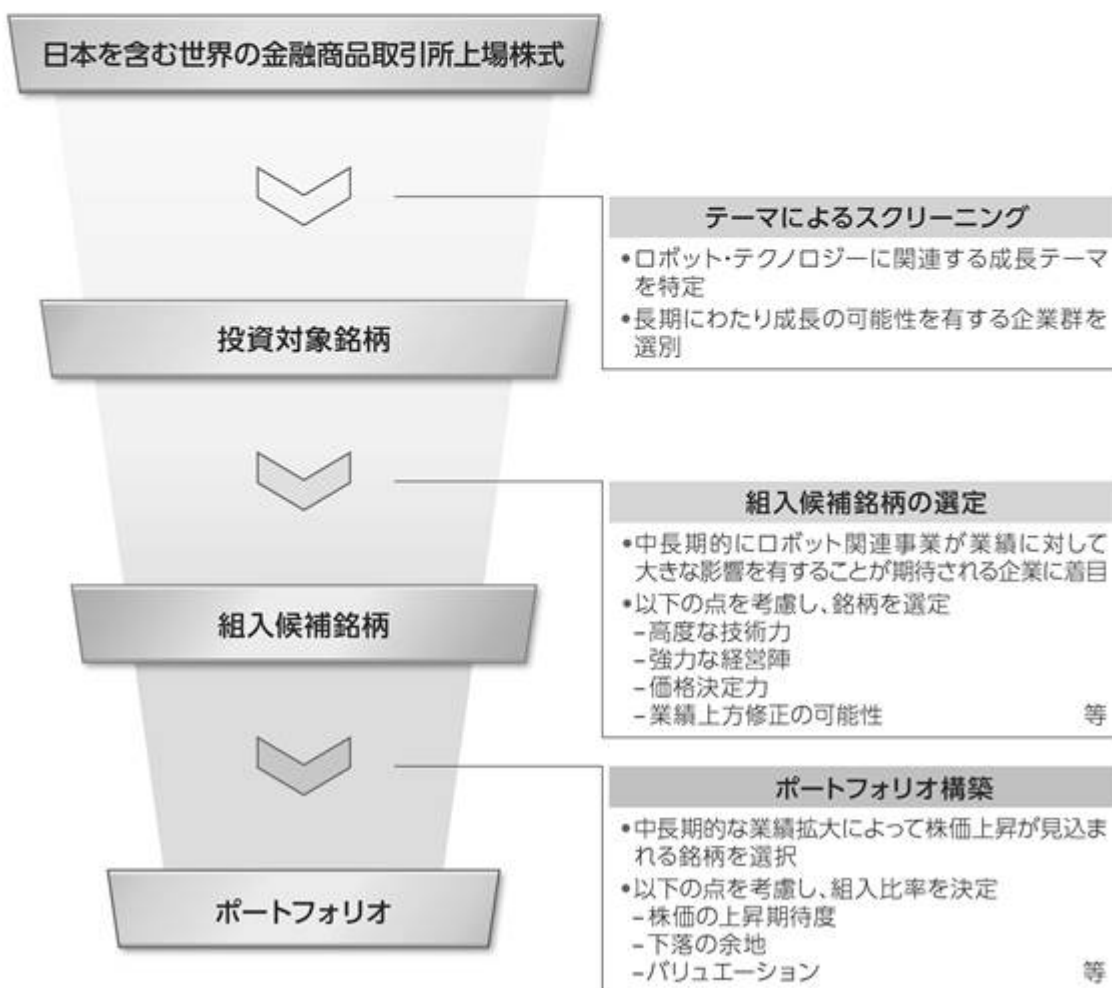 日本を含む世界の金融商品取引所上場株式
テーマによるスクリーニング
•ロボット・テクノロジーに関連する成長テーマ
を特定
•長期にわたり成長の可能性を有する企業群を
選別
投資対象銘柄
組入候補銘柄の選定
•中長期的にロボット関連事業が業績に対して
大きな影響を有することが期待される企業に着目
•以下の点を考慮し、銘柄を選定
–高度な技術力
–強力な経営陣
–価格決定力
–業績上方修正の可能性 等
組入候補銘柄
ポートフォリオ構築
•中長期的な業績拡大によって株価上昇が見込ま
れる銘柄を選択
•以下の点を考慮し、組入比率を決定
–株価の上昇期待度
–下落の余地
–バリュエーション 等
ポートフォリオ